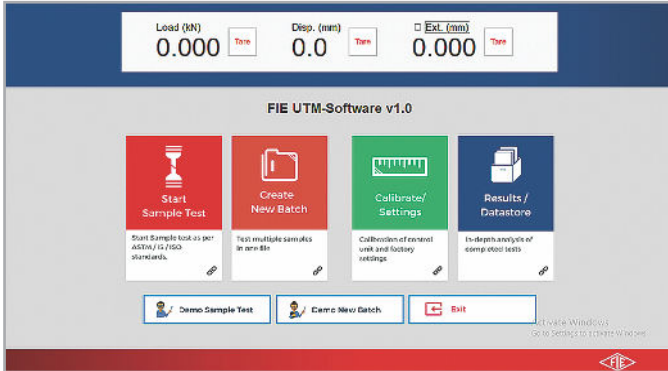 Load (kN) Disp. (mm) Ext. (mm)
0.000 Tare 0.0 Tare 0.000 Tare
FIE UTM-Software v1.0
Start
Sample Test
Create
New Batch
Calibrate/
Settings
Results /
Datastore
Start Sample test as per
ASTM / IS / ISO
standards.
Test multiple samples
in one file
Calibration of control
unit and factory
settings
In-depth analysis of
completed tests
Demo Sample Test Demo New Batch Exit
Activate Windows
Go to Settings to activate Windows.
FIE